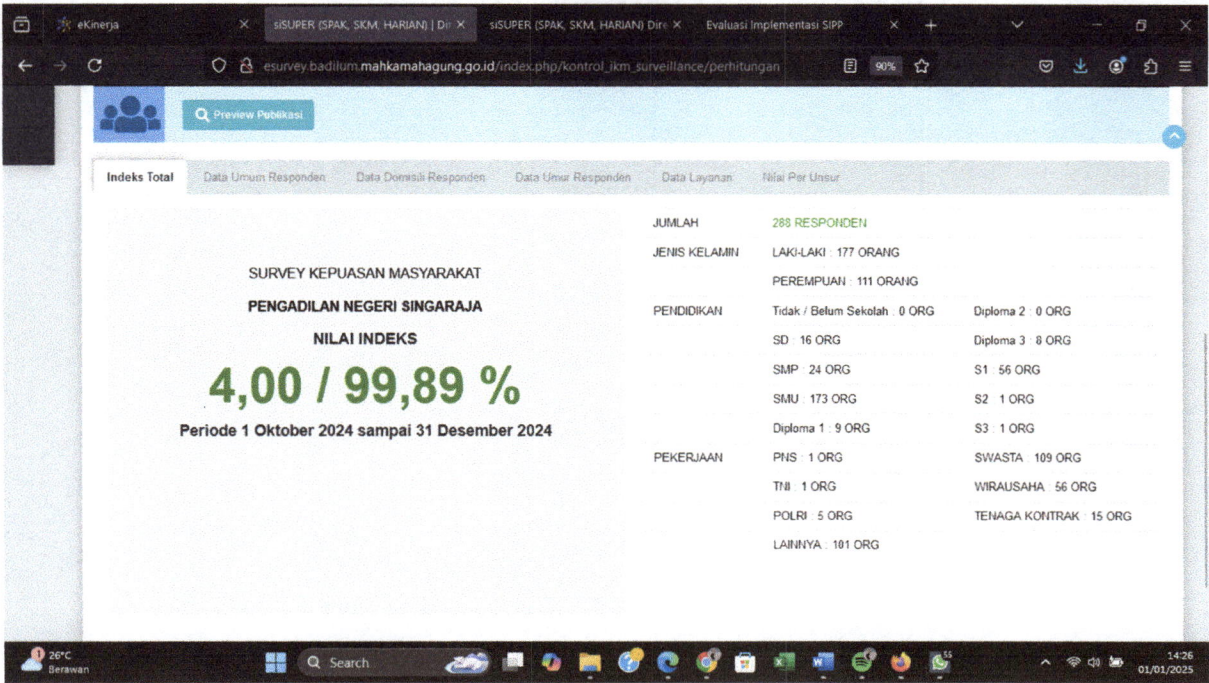 eKinerja
siSUPER (SPAK, SKM, HARIAN) | Dir
siSUPER (SPAK, SKM, HARIAN) Dire
Evaluasi Implementasi SIPP
esurvey.badilum.mahkamahagung.go.id/index.php/kontrol_ikm_surveillance/perhitungan
90%
Preview Publikasi
Indeks Total Data Umum Responden Data Domisili Responden Data Umur Responden Data Layanan Nilai Per Unsur
SURVEY KEPUASAN MASYARAKAT
PENGADILAN NEGERI SINGARAJA
NILAI INDEKS
4,00 / 99,89 %
Periode 1 Oktober 2024 sampai 31 Desember 2024
JUMLAH 288 RESPONDEN
JENIS KELAMIN LAKI-LAKI : 177 ORANG
PEREMPUAN : 111 ORANG
PENDIDIKAN Tidak / Belum Sekolah : 0 ORG Diploma 2 : 0 ORG
SD : 16 ORG Diploma 3 : 8 ORG
SMP : 24 ORG S1 : 56 ORG
SMU : 173 ORG S2 : 1 ORG
Diploma 1 : 9 ORG S3 : 1 ORG
PEKERJAAN PNS : 1 ORG SWASTA : 109 ORG
TNI : 1 ORG WIRAUSAHA : 56 ORG
POLRI : 5 ORG TENAGA KONTRAK : 15 ORG
LAINNYA : 101 ORG
1
26°C
Berawan
Search
55
14:26
01/01/2025